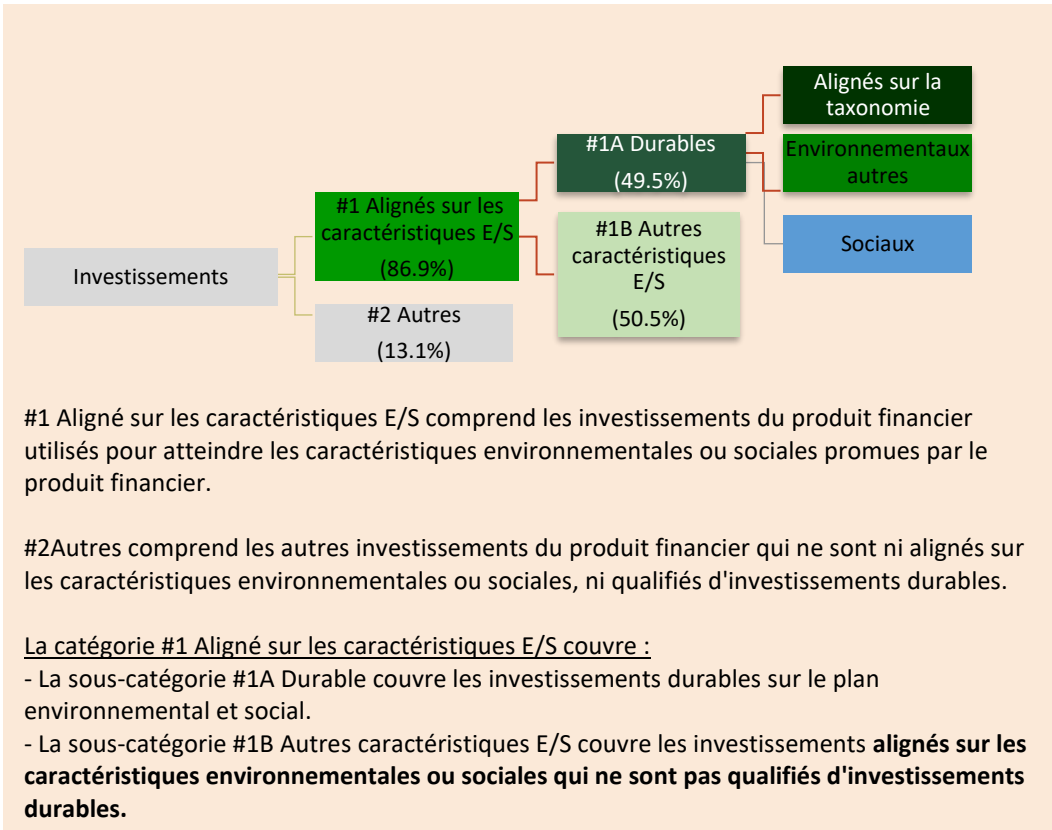 Alignés sur la
taxonomie
#1A Durables
(49.5%)
Environnementaux
autres
#1 Alignés sur les
caractéristiques E/S
(86.9%)
#1B Autres
caractéristiques
E/S
(50.5%)
Sociaux
Investissements
#2 Autres
(13.1%)
#1 Aligné sur les caractéristiques E/S comprend les investissements du produit financier
utilisés pour atteindre les caractéristiques environnementales ou sociales promues par le
produit financier.
#2Autres comprend les autres investissements du produit financier qui ne sont ni alignés sur
les caractéristiques environnementales ou sociales, ni qualifiés d'investissements durables.
La catégorie #1 Aligné sur les caractéristiques E/S couvre :
- La sous-catégorie #1A Durable couvre les investissements durables sur le plan
environnemental et social.
- La sous-catégorie #1B Autres caractéristiques E/S couvre les investissements alignés sur les
caractéristiques environnementales ou sociales qui ne sont pas qualifiés d'investissements
durables.